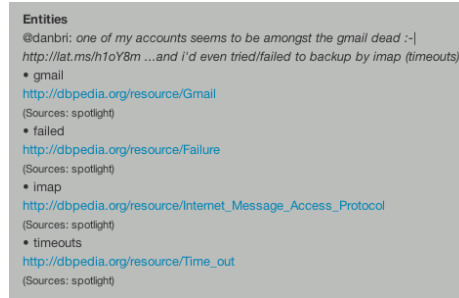 Entities
@danbri: one of my accounts seems to be amongst the gmail dead :-|
http://lat.ms/h1oY8m ...and i'd even tried/failed to backup by imap (timeouts)
• gmail
http://dbpedia.org/resource/Gmail
(Sources: spotlight)
• failed
http://dbpedia.org/resource/Failure
(Sources: spotlight)
• imap
http://dbpedia.org/resource/Internet_Message_Access_Protocol
(Sources: spotlight)
• timeouts
http://dbpedia.org/resource/Time_out
(Sources: spotlight)